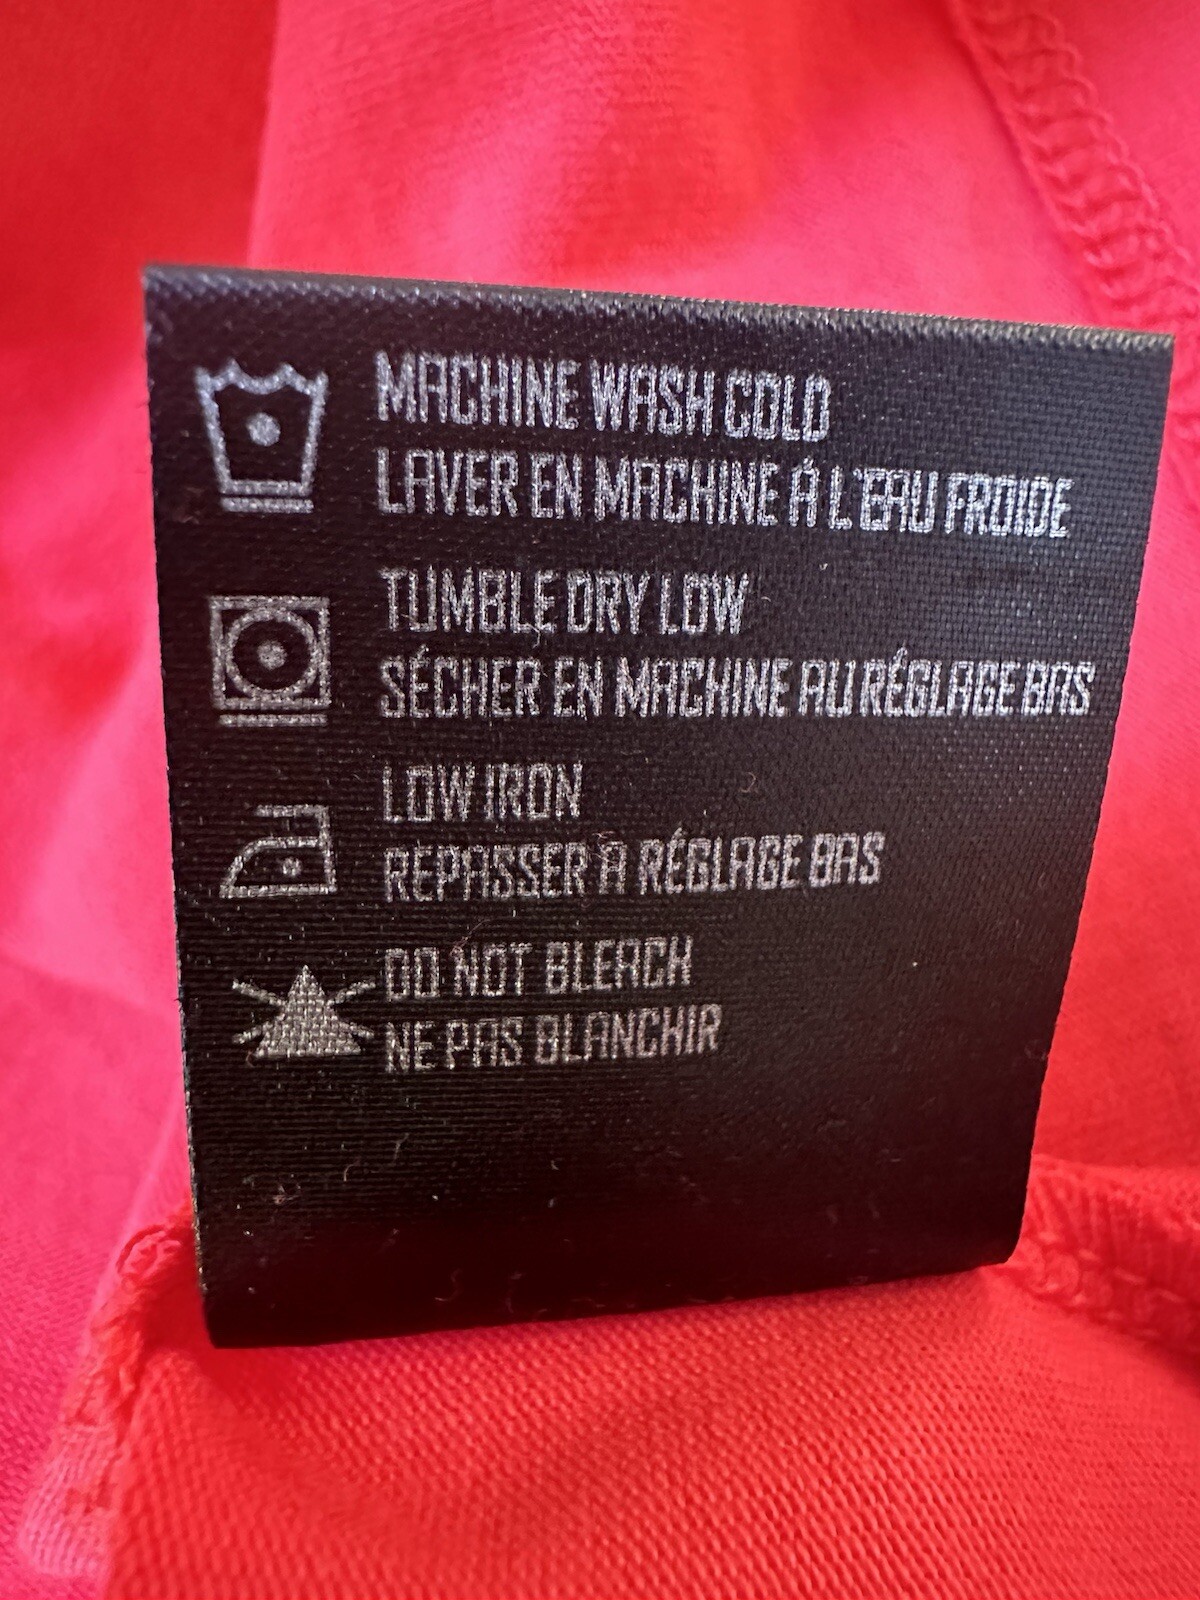 MACHINE WASH COLD
LAVER EN MACHINE À L'EAU FROIDE
TUMBLE DRY LOW
SÉCHER EN MACHINE AU RÉGLAGE BAS
LOW IRON
REPASSER À RÉGLAGE BAS
DO NOT BLEACH
NE PAS BLANCHIR